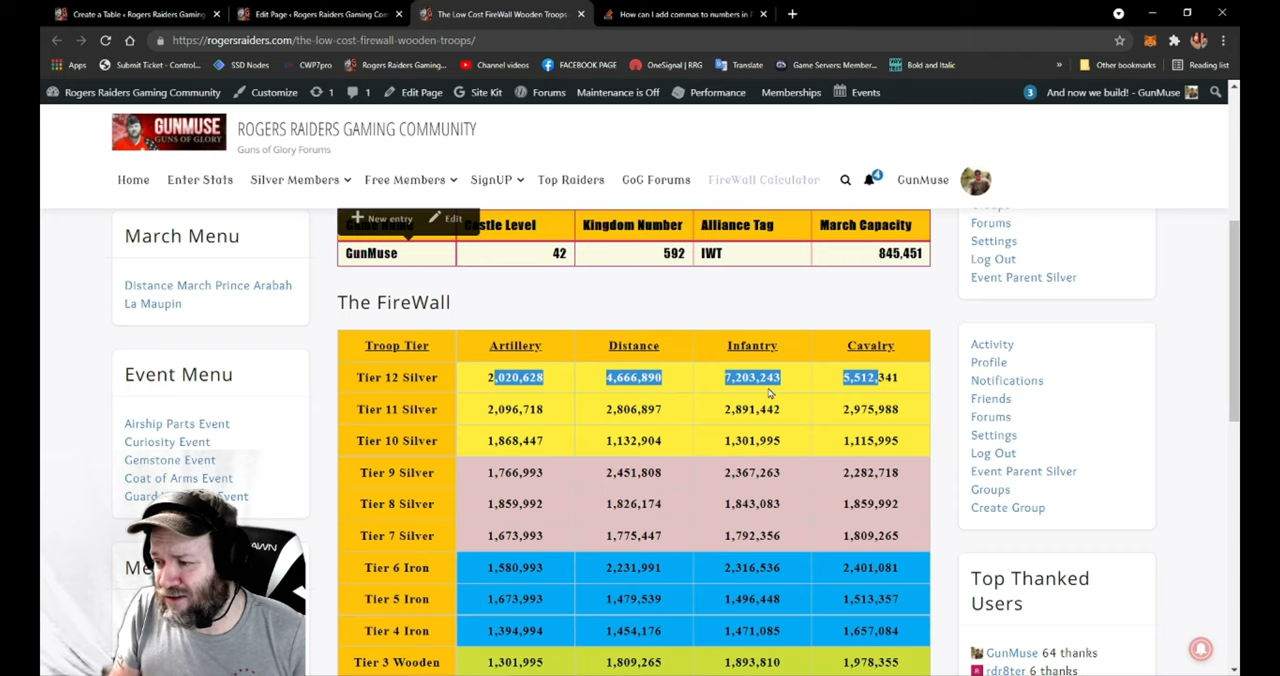 Create a Table ‹ Rogers Raiders Gaming
Edit Page ‹ Rogers Raiders Gaming Com
The Low Cost FireWall Wooden Troops
How can I add commas to numbers in
https://rogersraiders.com/the-low-cost-firewall-wooden-troops/
Apps
Submit Ticket - Control...
SSD Nodes
CWP7pro
Rogers Raiders Gaming...
Channel videos
FACEBOOK PAGE
OneSignal | RRG
Translate
Game Servers: Member...
Bold and Italic
»
Other bookmarks
Reading list
Rogers Raiders Gaming Community
Customize
1
1
Edit Page
Site Kit
Forums
Maintenance is Off
Performance
Memberships
Events
3
And now we build! - GunMuse
GUNMUSE
GUNS OF GLORY
ROGERS RAIDERS GAMING COMMUNITY
Guns of Glory Forums
Home
Enter Stats
Silver Members
Free Members
SignUP
Top Raiders
GoG Forums
FireWall Calculator
4
GunMuse
March Menu
Distance March Prince Arabah
La Maupin
Event Menu
Airship Parts Event
Curiosity Event
Gemstone Event
Coat of Arms Event
Event
AWN
New entry
Edit
Castle Level
Kingdom Number
Alliance Tag
March Capacity
GunMuse
42
592
IWT
845,451
The FireWall
Troop Tier Artillery Distance Infantry Cavalry
Tier 12 Silver 2,020,628 4,666,890 7,203,243 5,512,341
Tier 11 Silver 2,096,718 2,806,897 2,891,442 2,975,988
Tier 10 Silver 1,868,447 1,132,904 1,301,995 1,115,995
Tier 9 Silver 1,766,993 2,451,808 2,367,263 2,282,718
Tier 8 Silver 1,859,992 1,826,174 1,843,083 1,859,992
Tier 7 Silver 1,673,993 1,775,447 1,792,356 1,809,265
Tier 6 Iron 1,580,993 2,231,991 2,316,536 2,401,081
Tier 5 Iron 1,673,993 1,479,539 1,496,448 1,513,357
Tier 4 Iron 1,394,994 1,454,176 1,471,085 1,657,084
Tier 3 Wooden 1,301,995 1,809,265 1,893,810 1,978,355
Forums
Settings
Log Out
Event Parent Silver
Activity
Profile
Notifications
Friends
Forums
Settings
Log Out
Event Parent Silver
Groups
Create Group
Top Thanked
Users
GunMuse 64 thanks
rdr8ter 6 thanks